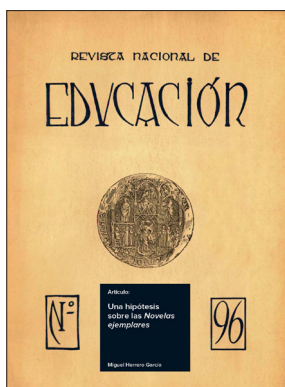 REVISTA NACIONAL DE
EDVCACIÓN
Artículo:
Una hipótesis
sobre las Novelas
ejemplares
Miguel Herrero García
Nº
96